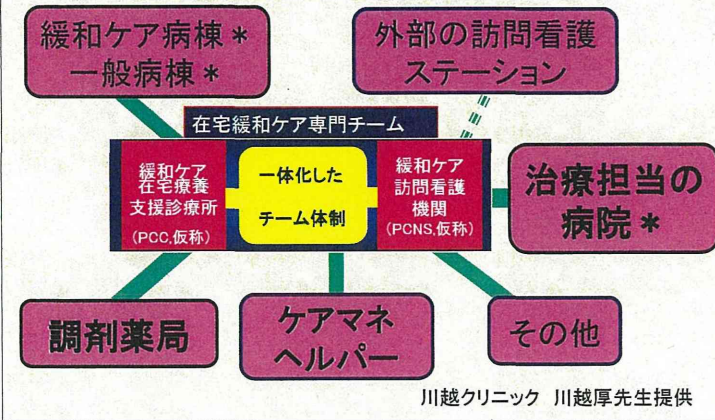 緩和ケア病棟＊
一般病棟＊
外部の訪問看護
ステーション
在宅緩和ケア専門チーム
緩和ケア
在宅療養
支援診療所
(PCC,仮称)
一体化した
チーム体制
緩和ケア
訪問看護
機関
(PCNS,仮称)
治療担当の
病院＊
調剤薬局
ケアマネ
ヘルパー
その他
川越クリニック 川越厚先生提供